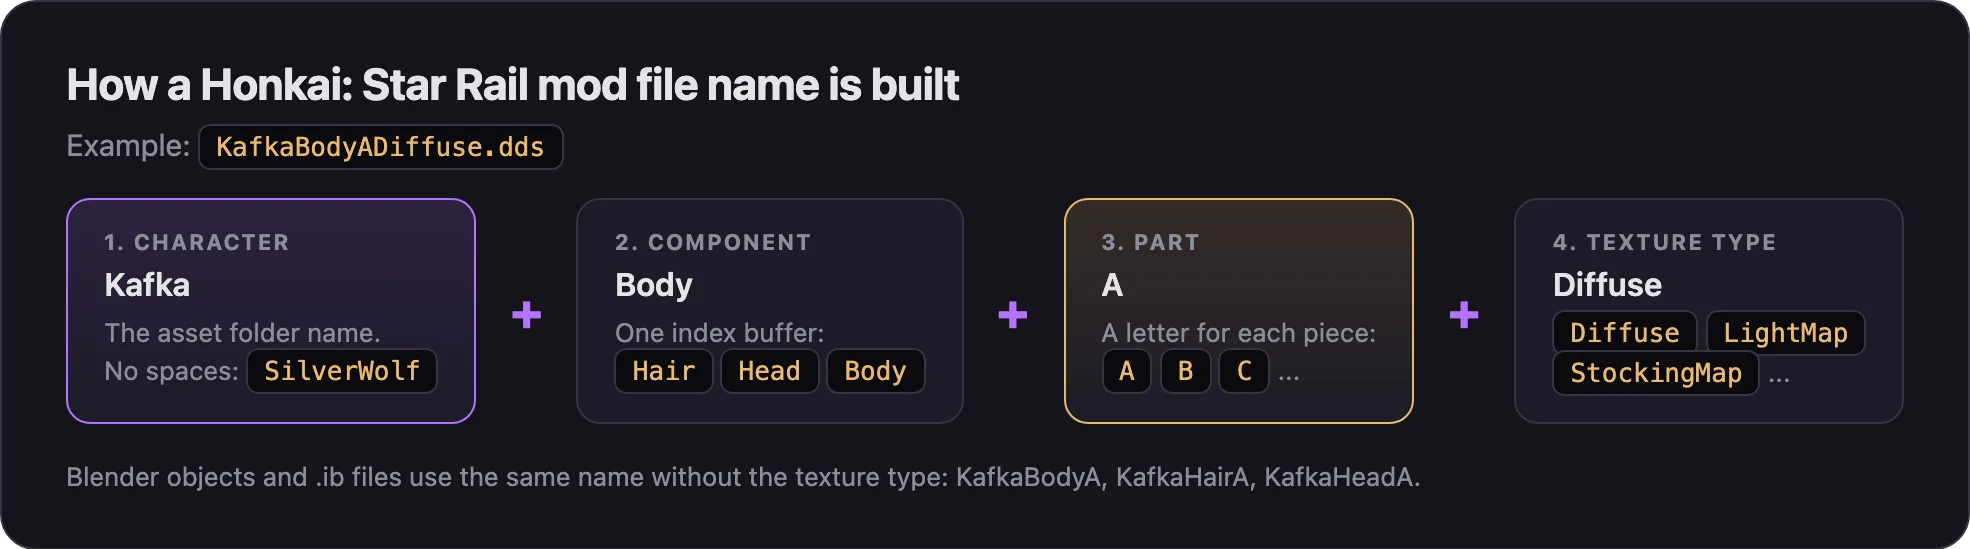 How a Honkai: Star Rail mod file name is built
Example: KafkaBodyADiffuse.dds
1. CHARACTER
Kafka
The asset folder name.
No spaces: SilverWolf
+
2. COMPONENT
Body
One index buffer:
Hair Head Body
+
3. PART
A
A letter for each piece:
A B C ...
+
4. TEXTURE TYPE
Diffuse
Diffuse LightMap
StockingMap ...
Blender objects and .ib files use the same name without the texture type: KafkaBodyA, KafkaHairA, KafkaHeadA.